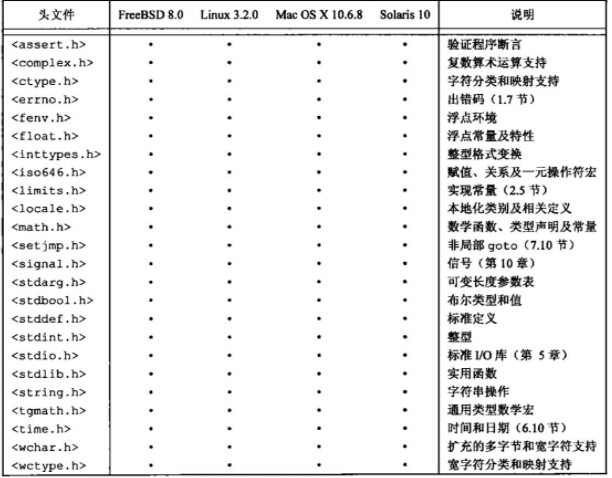 头文件 FreeBSD 8.0 Linux 3.2.0 Mac OS X 10.6.8 Solaris 10 说明
<assert.h> • • • • 验证程序断言
<complex.h> • • • • 复数算术运算支持
<ctype.h> • • • • 字符分类和映射支持
<errno.h> • • • • 出错码（1.7 节）
<fenv.h> • • • • 浮点环境
<float.h> • • • • 浮点常量及特性
<inttypes.h> • • • • 整型格式变换
<iso646.h> • • • • 赋值、关系及一元操作符宏
<limits.h> • • • • 实现常量（2.5 节）
<locale.h> • • • • 本地化类别及相关定义
<math.h> • • • • 数学函数、类型声明及常量
<setjmp.h> • • • • 非局部 goto（7.10 节）
<signal.h> • • • • 信号（第 10 章）
<stdarg.h> • • • • 可变长度参数表
<stdbool.h> • • • • 布尔类型和值
<stddef.h> • • • • 标准定义
<stdint.h> • • • • 整型
<stdio.h> • • • • 标准 I/O 库（第 5 章）
<stdlib.h> • • • • 实用函数
<string.h> • • • • 字符串操作
<tgmath.h> • • • • 通用类型数学宏
<time.h> • • • • 时间和日期（6.10 节）
<wchar.h> • • • • 扩充的多字节和宽字符支持
<wctype.h> • • • • 宽字符分类和映射支持